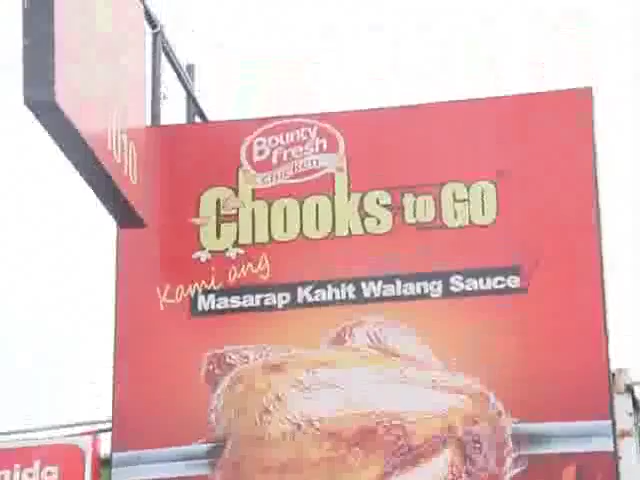 Bounty
fresh
chicken
Chooks to GO
Kami ang
Masarap Kahit Walang Sauce